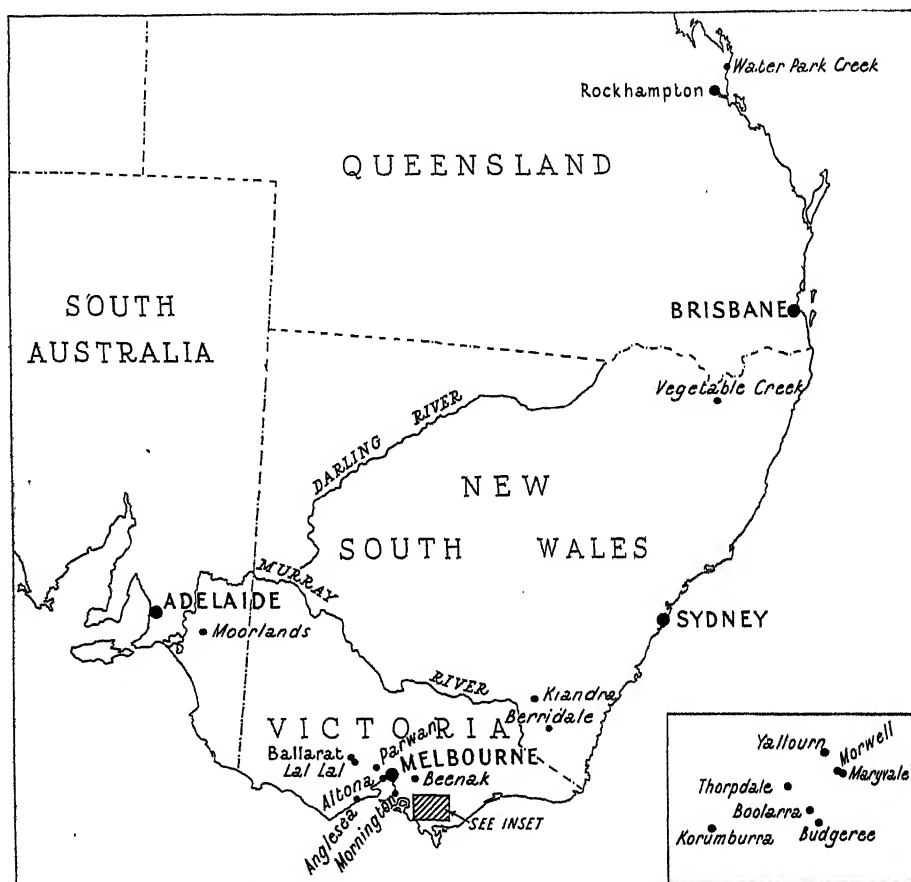 Water Park Creek
Rockhampton
QUEENSLAND
SOUTH
AUSTRALIA
BRISBANE
Vegetable Creek
DARLING RIVER
NEW
SOUTH WALES
MURRAY
RIVER
ADELAIDE
Moorlands
SYDNEY
Kiandra
Berridale
VICTORIA
Parwan
Ballarat
Lal Lal
MELBOURNE
Altona
Beenak
Anglesea
Mornington
SEE INSET
Yallourn
Morwell
Maryvale
Thorpdale
Boolarra
Korumburra
Budgeree